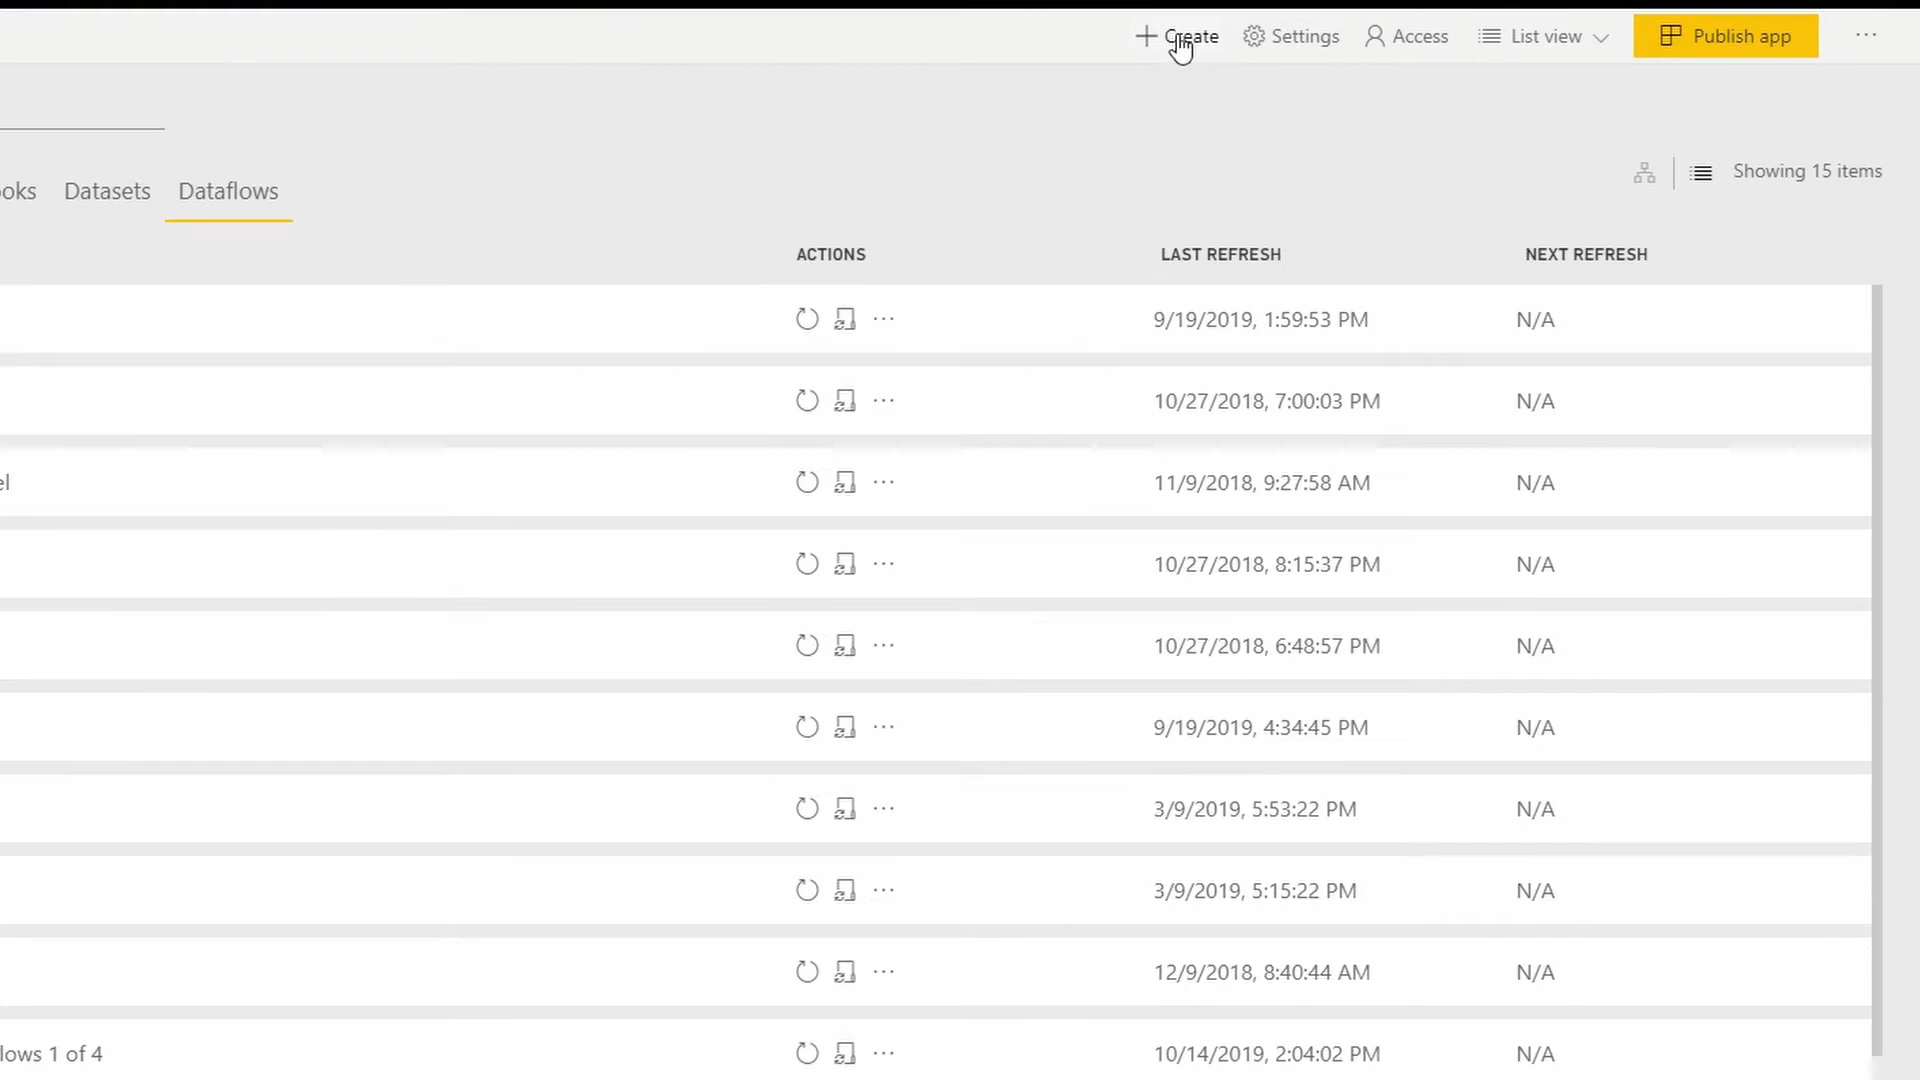 Create Settings Access List view Publish app ...
Showing 15 items
ooks Datasets Dataflows
ACTIONS LAST REFRESH NEXT REFRESH
9/19/2019, 1:59:53 PM N/A
10/27/2018, 7:00:03 PM N/A
el 11/9/2018, 9:27:58 AM N/A
10/27/2018, 8:15:37 PM N/A
10/27/2018, 6:48:57 PM N/A
9/19/2019, 4:34:45 PM N/A
3/9/2019, 5:53:22 PM N/A
3/9/2019, 5:15:22 PM N/A
12/9/2018, 8:40:44 AM N/A
lows 1 of 4 10/14/2019, 2:04:02 PM N/A